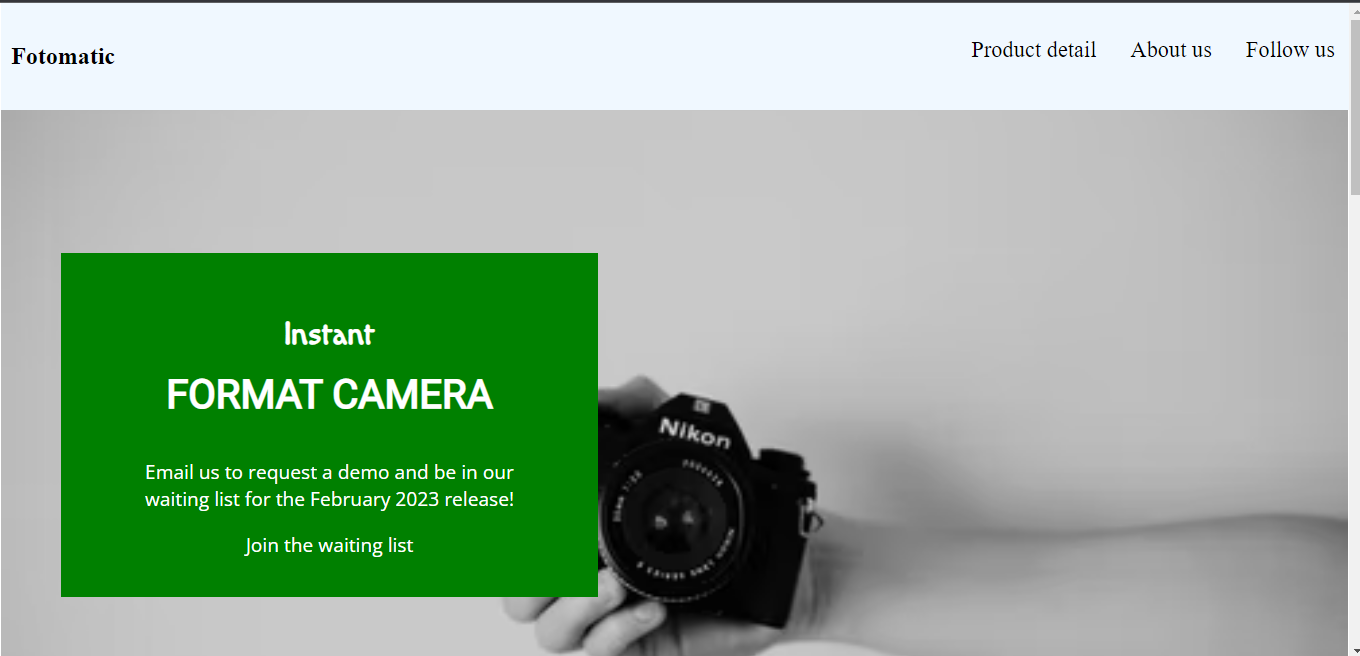 Fotomatic
Product detail About us Follow us
Instant
FORMAT CAMERA
Email us to request a demo and be in our
waiting list for the February 2023 release!
Join the waiting list
Nikon